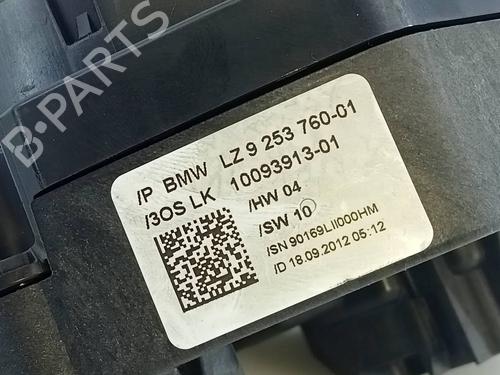 B-PARTS
/P BMW LZ 9 253 760-01
/3OS LK 10093913-01
/HW 04
/SW 10
/SN 90169LII000HM
/D 18.09.2012 05:12